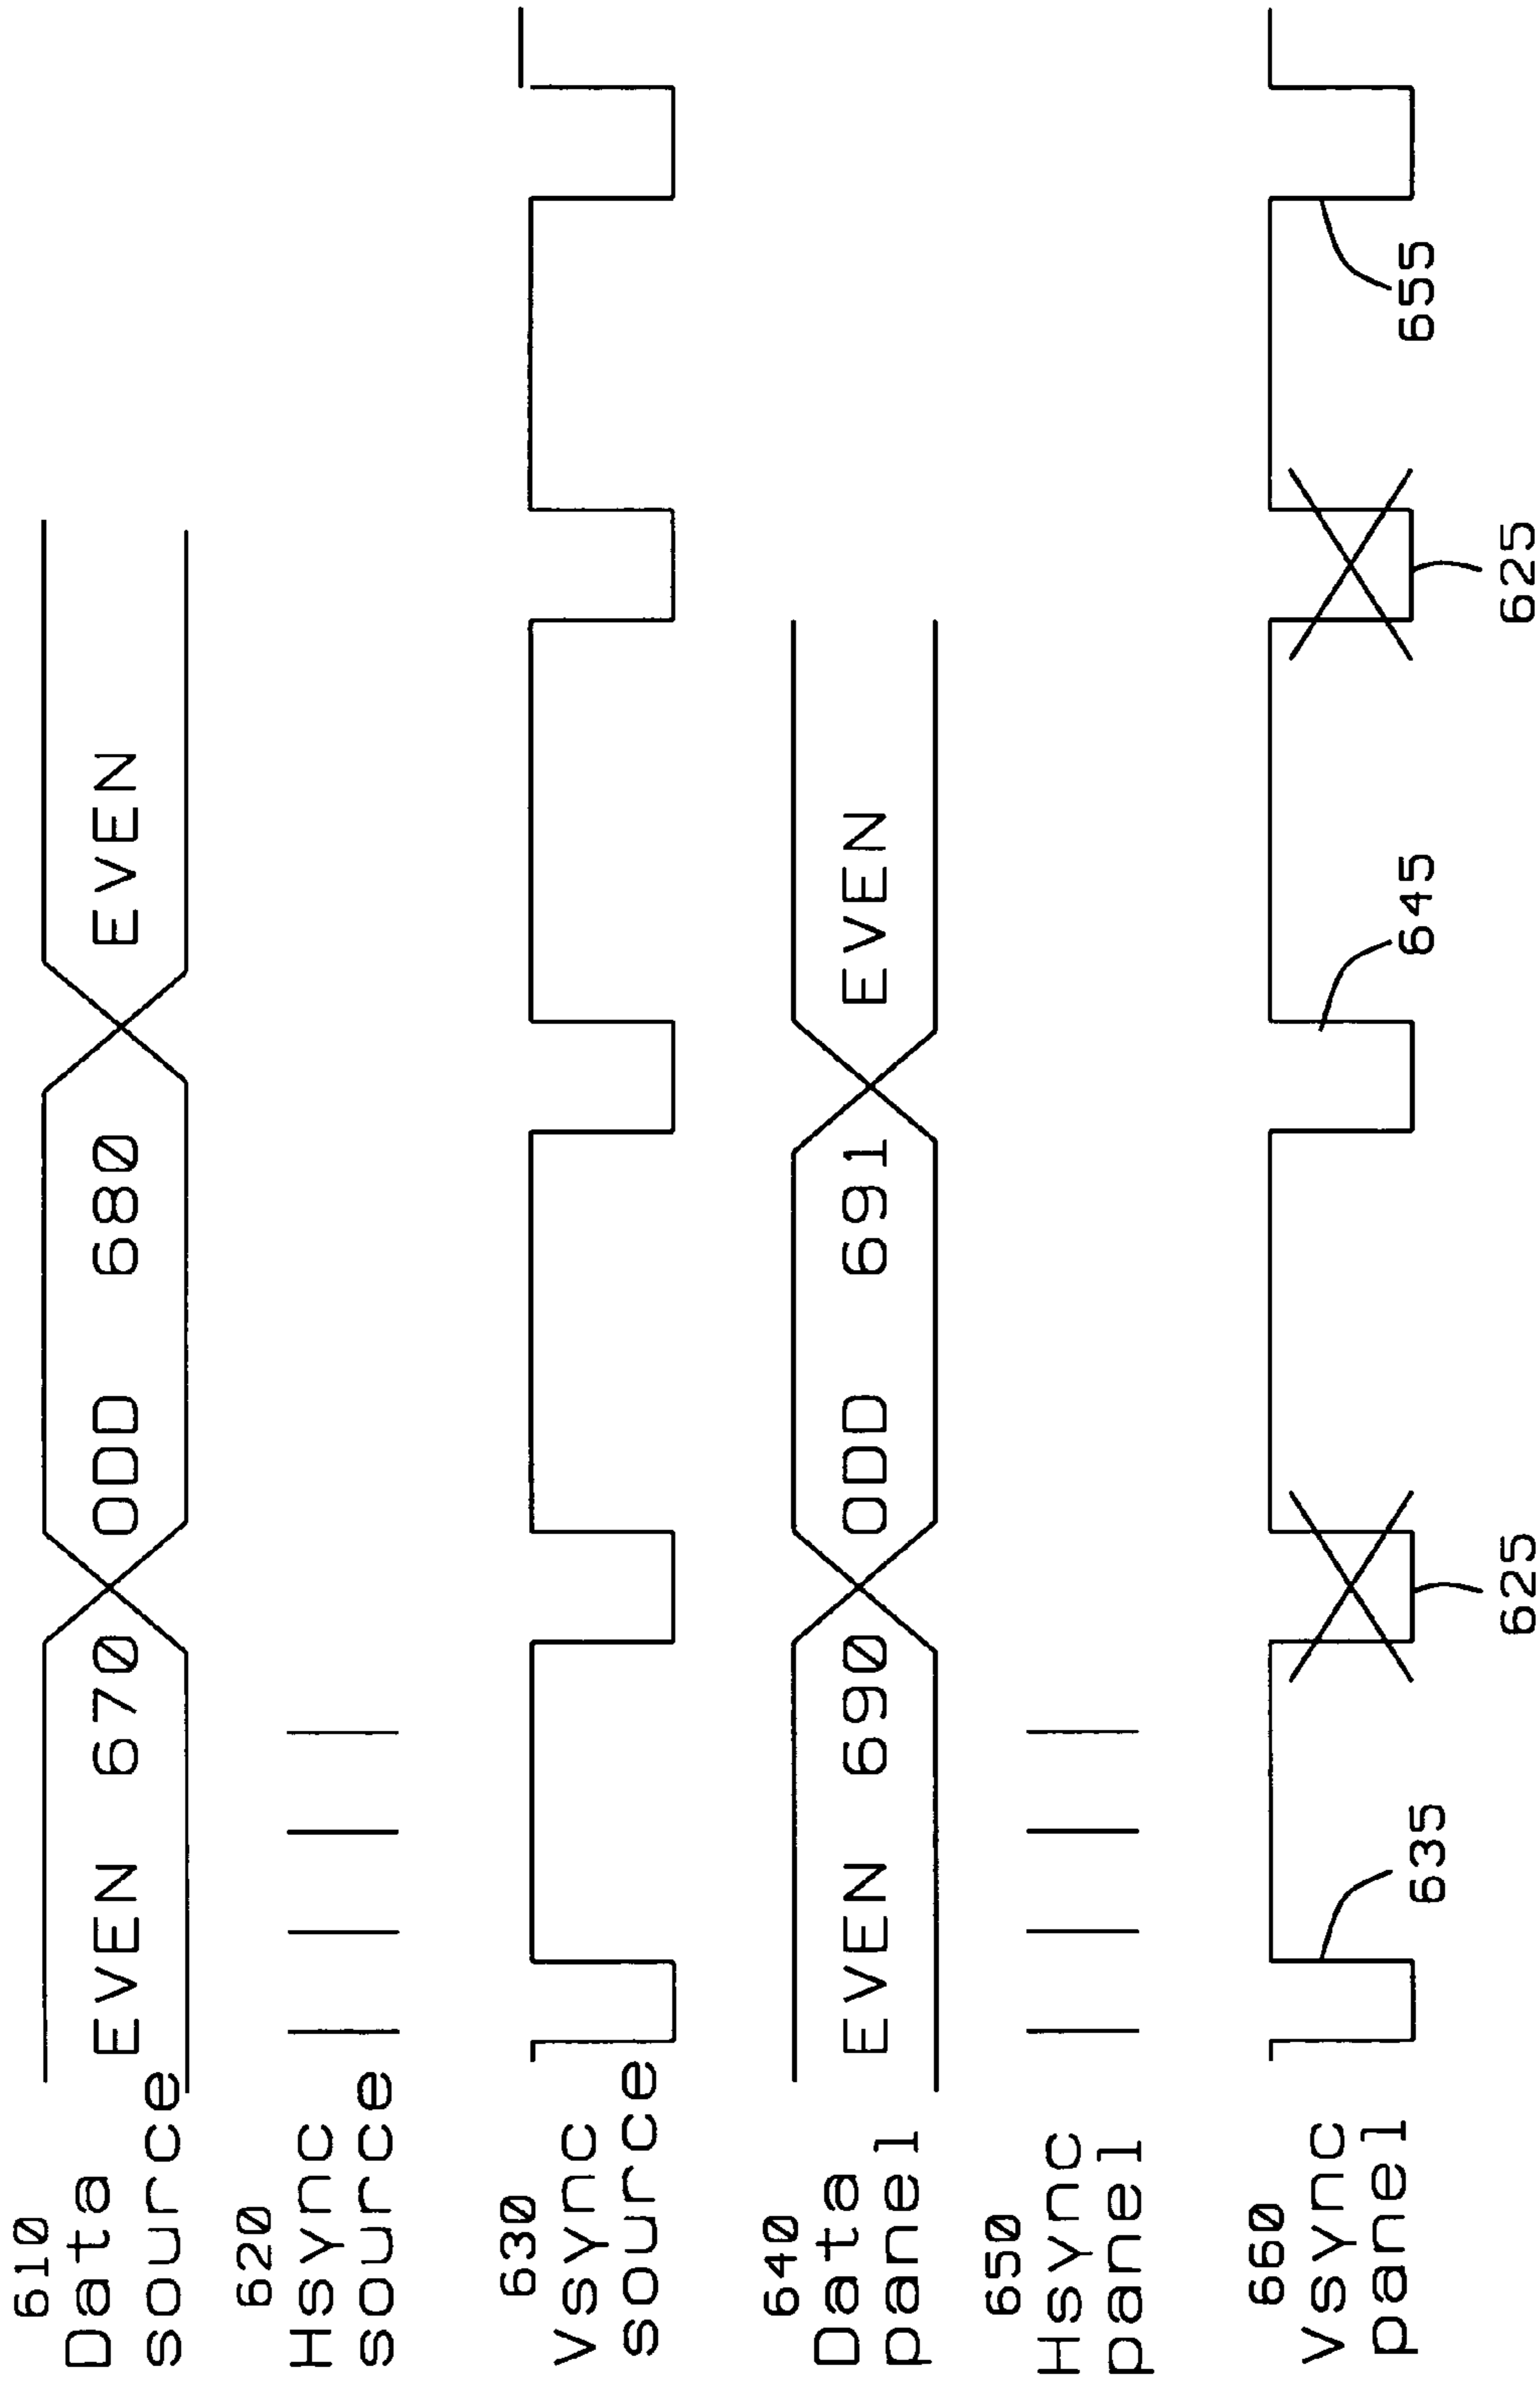 610
Data
source
EVEN 670
ODD 680
EVEN
620
Hsync
source
630
Vsync
source
640
Data
panel
EVEN 690
ODD 691
EVEN
650
Hsync
panel
660
Vsync
panel
635
625
645
625
655